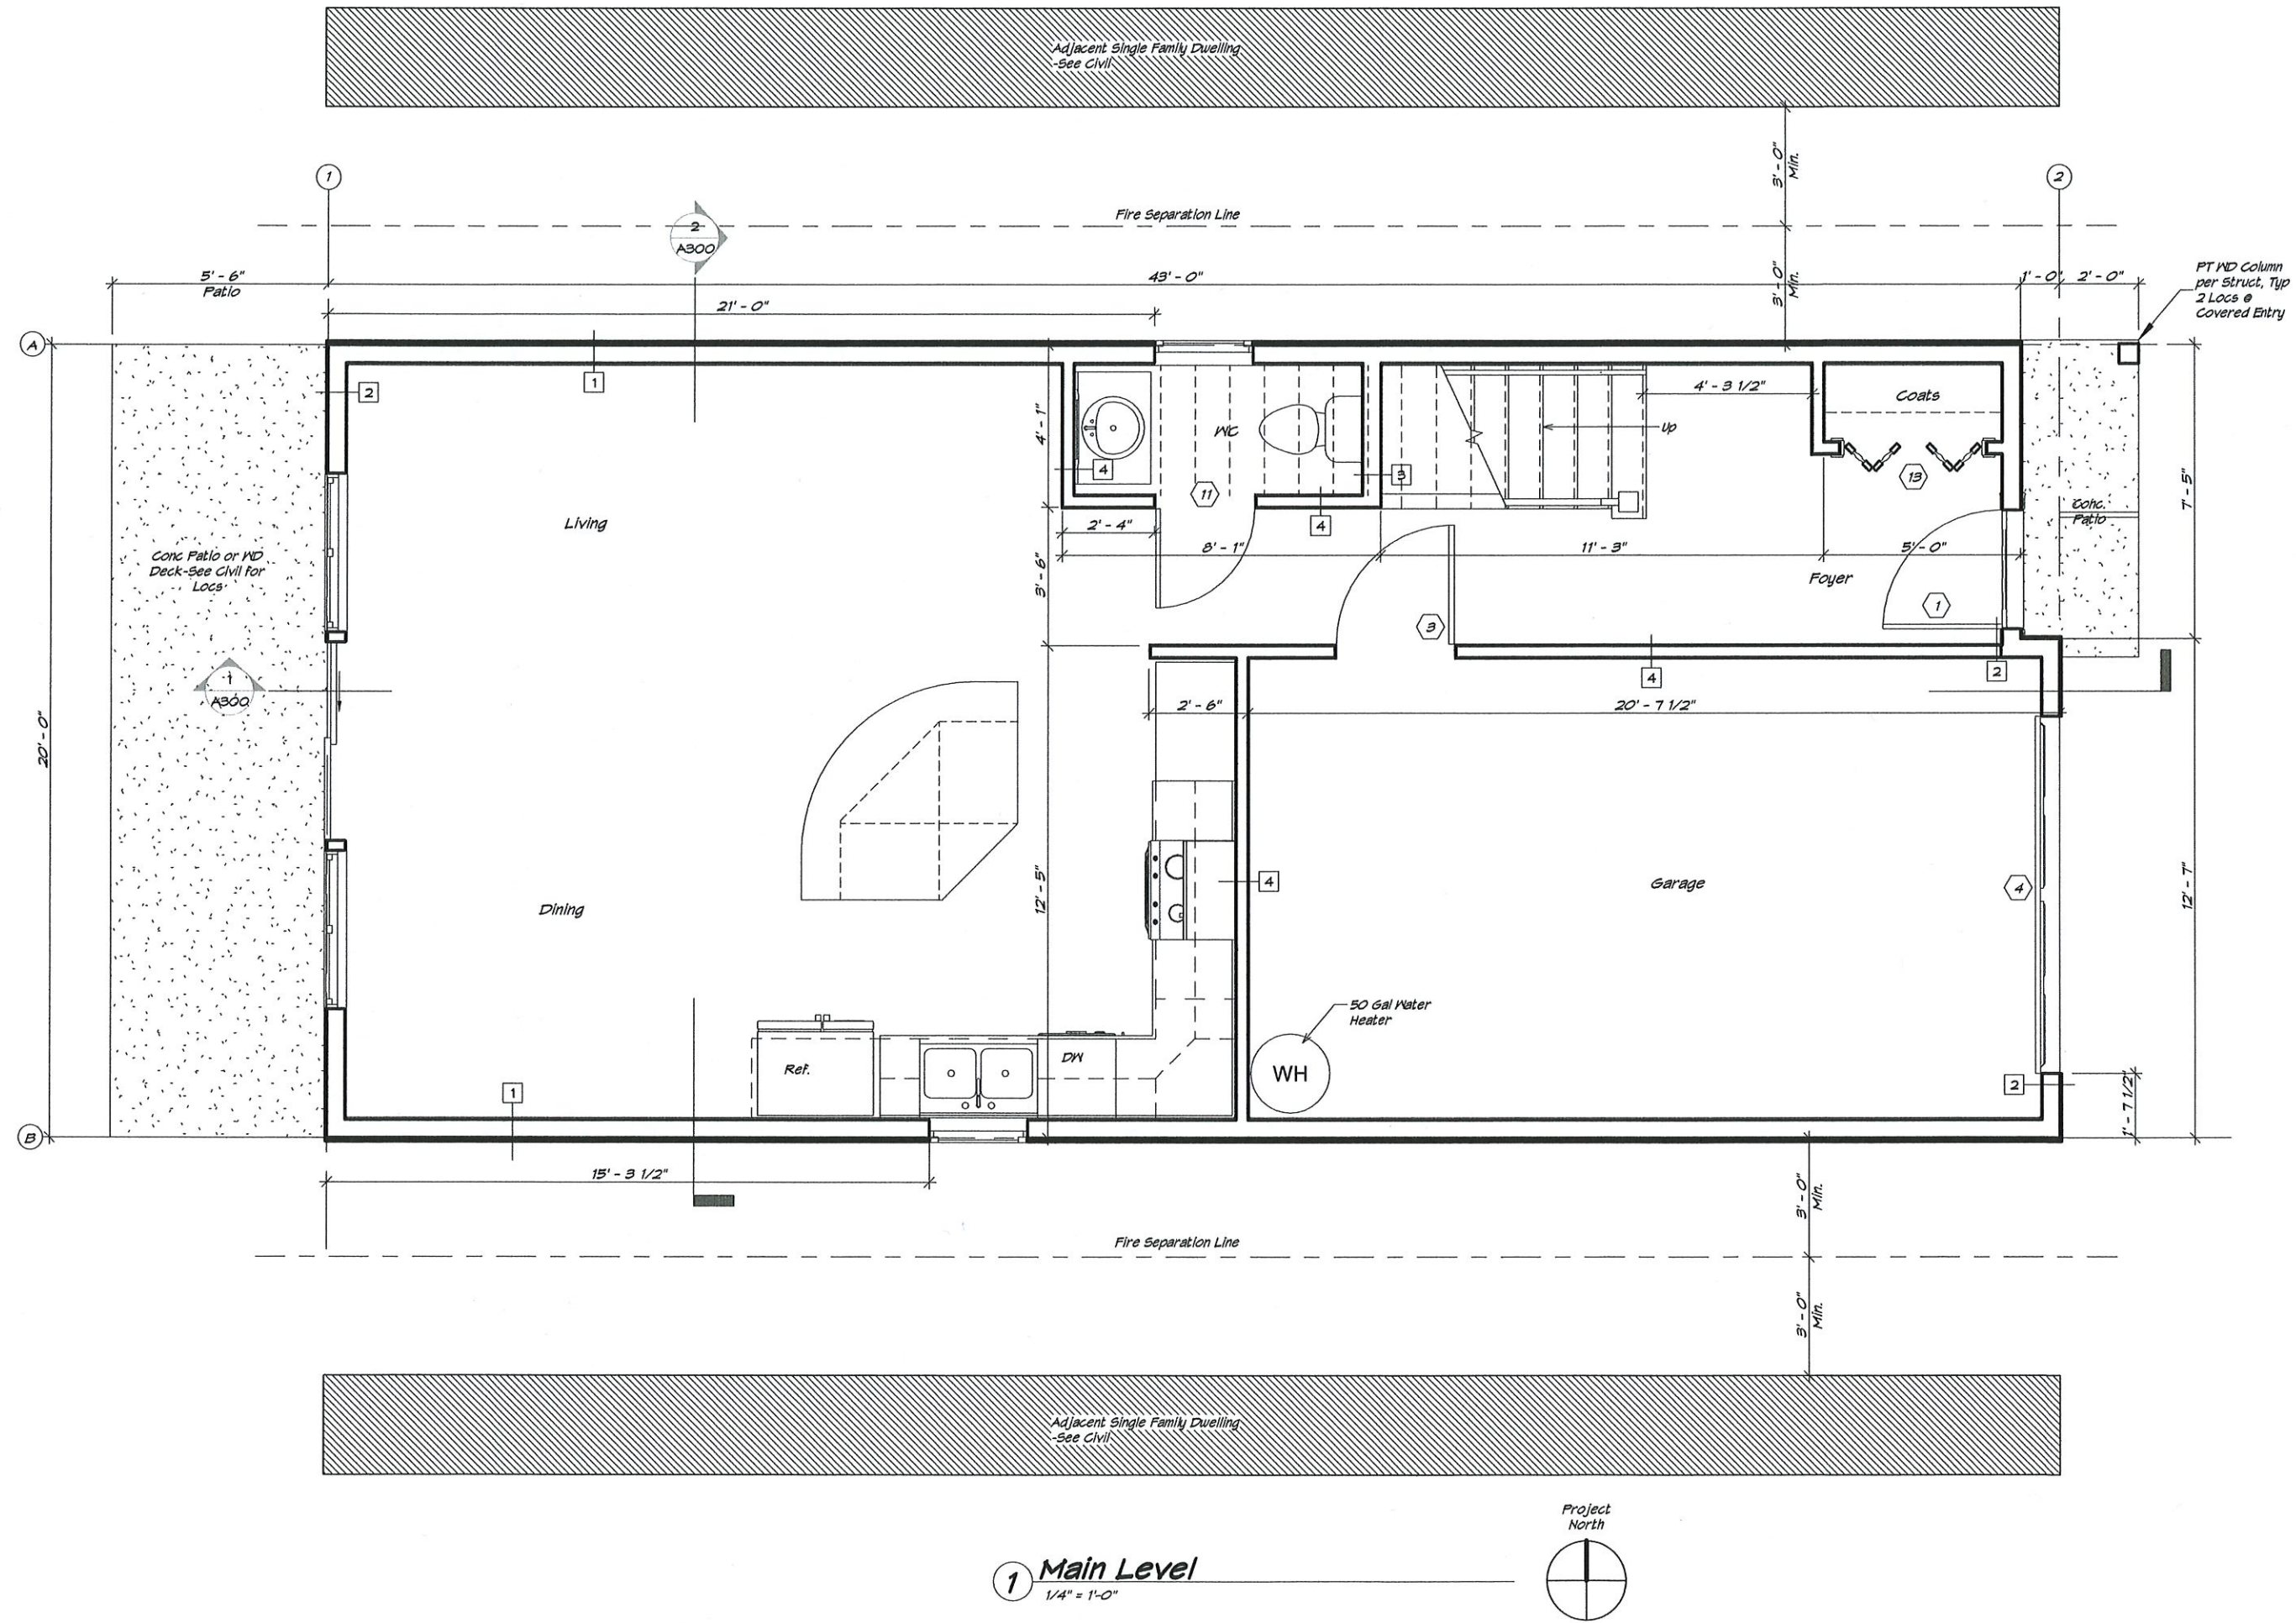 Adjacent Single Family Dwelling
-See Civil
3' - 0"
Min.
1
2
Fire Separation Line
2
A300
5' - 6"
Patio
43' - 0"
3' - 0"
Min.
1' - 0"
2' - 0"
PT WD Column
per Struct, Typ
2 Locs @
Covered Entry
21' - 0"
A
1
2
4' - 1"
4' - 3 1/2"
Coats
WC
Up
4
3
11
13
7' - 5"
Conc.
Patio
Living
2' - 4"
4
8' - 1"
11' - 3"
5' - 0"
Conc Patio or WD
Deck-See Civil for
Locs
3' - 6"
Foyer
1
3
1
A300
4
2
20' - 0"
2' - 6"
20' - 7 1/2"
4
Garage
4
12' - 5"
12' - 7"
Dining
50 Gal Water
Heater
Ref.
DW
WH
1
2
1' - 7 1/2"
B
15' - 3 1/2"
3' - 0"
Min.
Fire Separation Line
3' - 0"
Min.
Adjacent Single Family Dwelling
-See Civil
Project
North
1 Main Level
1/4" = 1'-0"